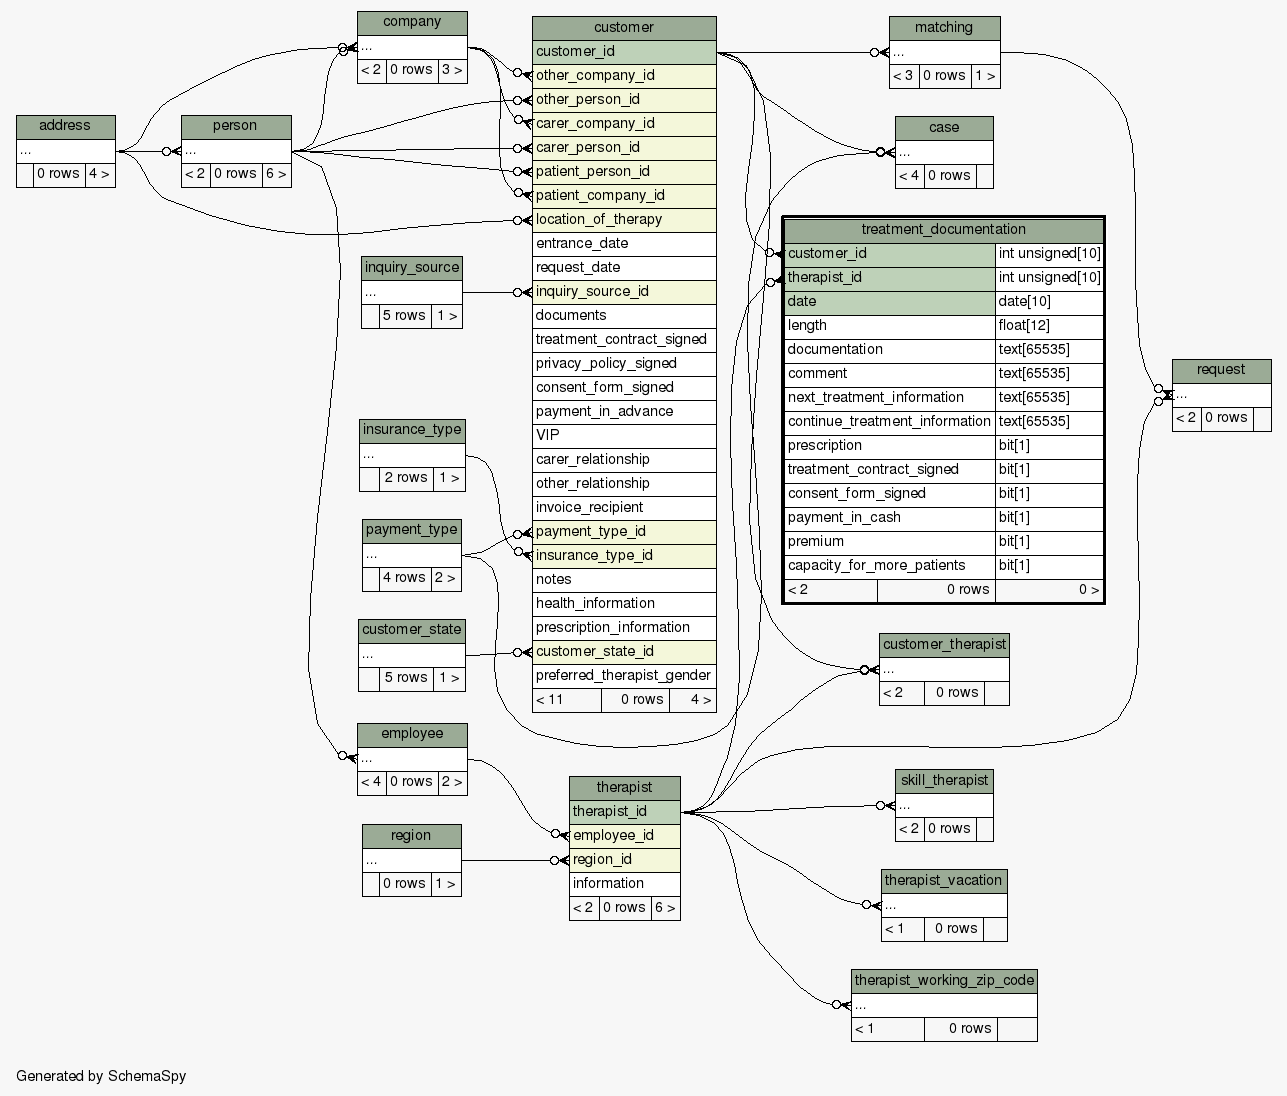 company
...
< 2 0 rows 3 >
address
...
0 rows 4 >
person
...
< 2 0 rows 6 >
inquiry_source
...
5 rows 1 >
insurance_type
...
2 rows 1 >
payment_type
...
4 rows 2 >
customer_state
...
5 rows 1 >
employee
...
< 4 0 rows 2 >
region
...
0 rows 1 >
customer
customer_id
other_company_id
other_person_id
carer_company_id
carer_person_id
patient_person_id
patient_company_id
location_of_therapy
entrance_date
request_date
inquiry_source_id
documents
treatment_contract_signed
privacy_policy_signed
consent_form_signed
payment_in_advance
VIP
carer_relationship
other_relationship
invoice_recipient
payment_type_id
insurance_type_id
notes
health_information
prescription_information
customer_state_id
preferred_therapist_gender
< 11 0 rows 4 >
therapist
therapist_id
employee_id
region_id
information
< 2 0 rows 6 >
matching
...
< 3 0 rows 1 >
case
...
< 4 0 rows
treatment_documentation
customer_id int unsigned[10]
therapist_id int unsigned[10]
date date[10]
length float[12]
documentation text[65535]
comment text[65535]
next_treatment_information text[65535]
continue_treatment_information text[65535]
prescription bit[1]
treatment_contract_signed bit[1]
consent_form_signed bit[1]
payment_in_cash bit[1]
premium bit[1]
capacity_for_more_patients bit[1]
< 2 0 rows 0 >
customer_therapist
...
< 2 0 rows
skill_therapist
...
< 2 0 rows
therapist_vacation
...
< 1 0 rows
therapist_working_zip_code
...
< 1 0 rows
request
...
< 2 0 rows
Generated by SchemaSpy